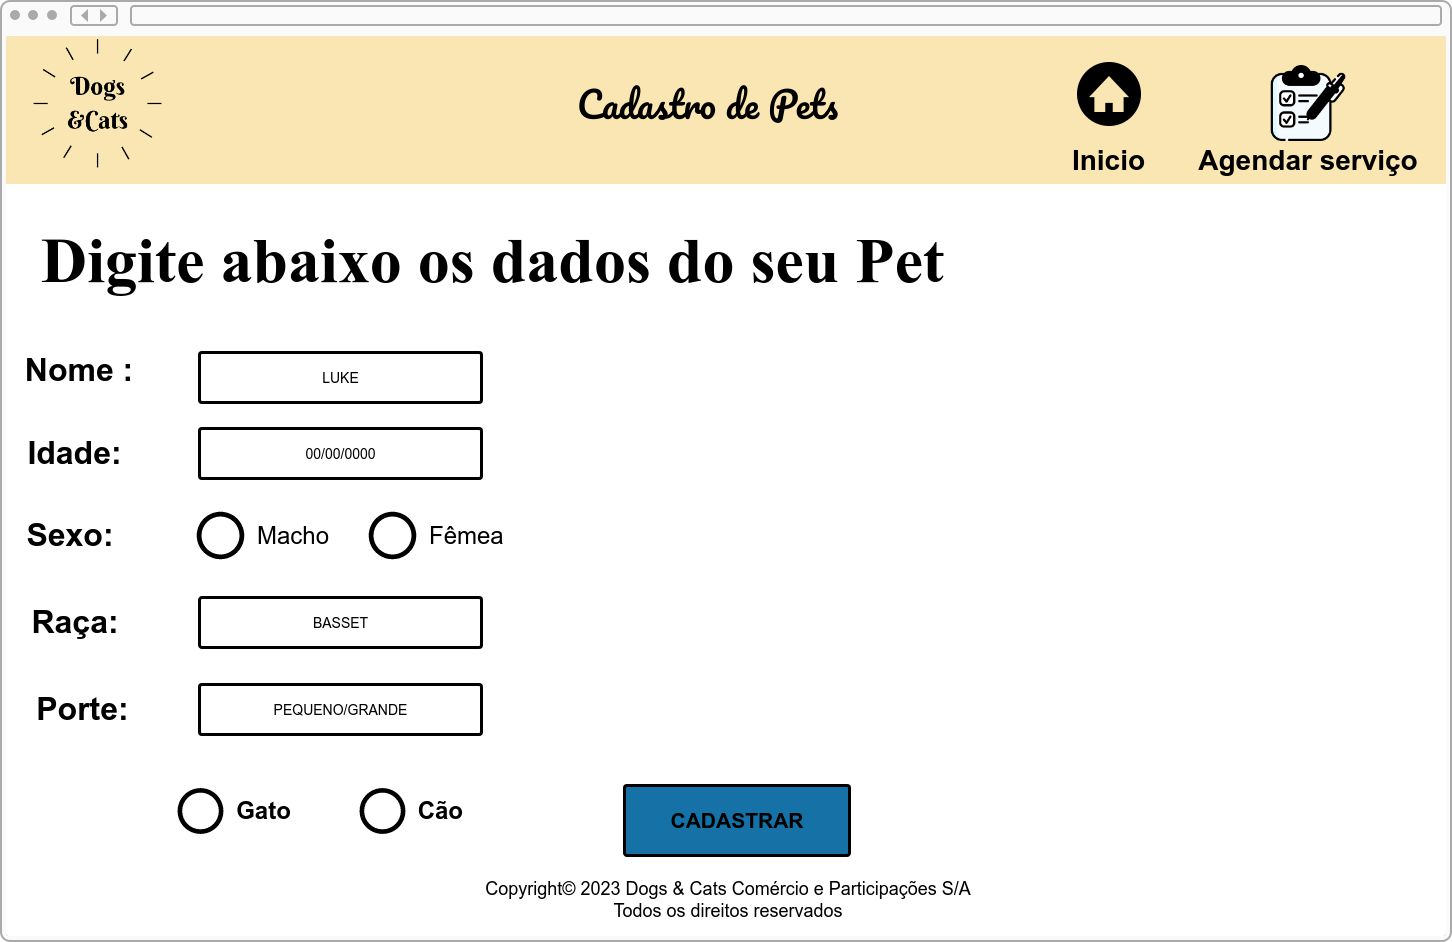 Dogs
&Cats
Cadastro de Pets
Inicio
Agendar serviço
Digite abaixo os dados do seu Pet
Nome :
LUKE
Idade:
00/00/0000
Sexo:
Macho
Fêmea
Raça:
BASSET
Porte:
PEQUENO/GRANDE
Gato
Cão
CADASTRAR
Copyright© 2023 Dogs & Cats Comércio e Participações S/A
Todos os direitos reservados